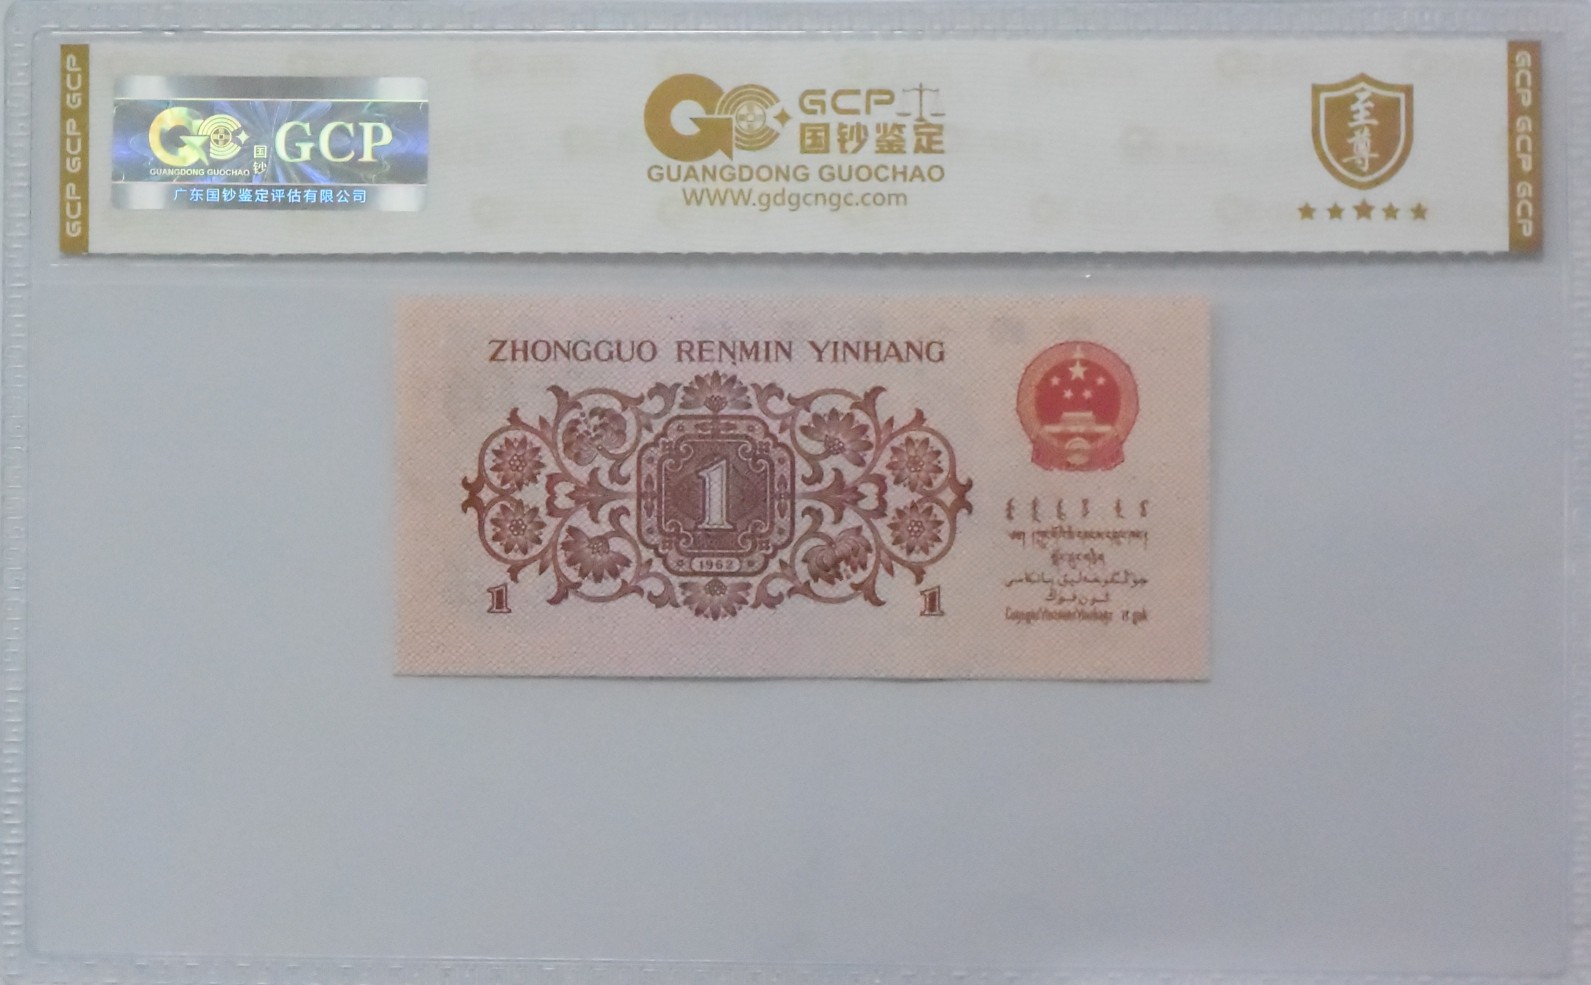 GCP GCP GCP
GCP
国钞
GUANGDONG GUOCHAO
广东国钞鉴定评估有限公司
GCP
国钞鉴定
GUANGDONG GUOCHAO
WWW.gdgcngc.com
至尊
GCP GCP GCP
ZHONGGUO RENMIN YINHANG
1
1962
1
1